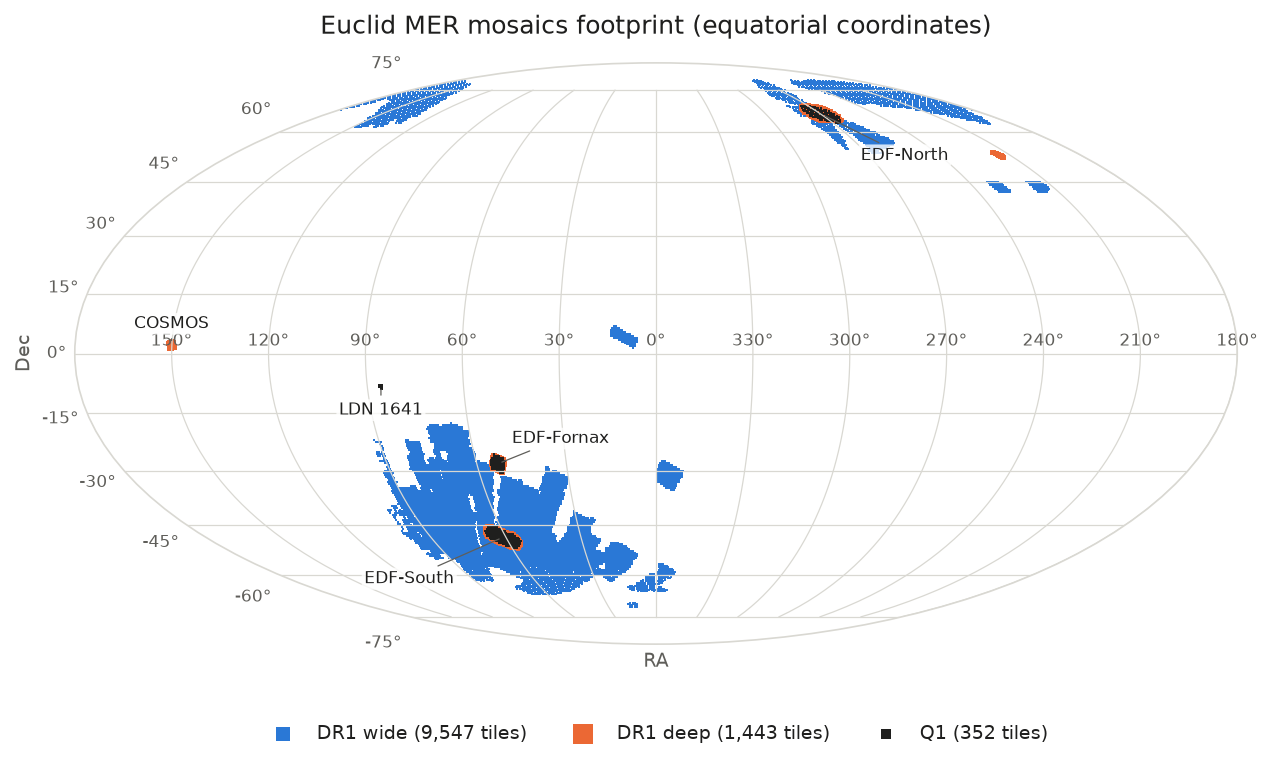 Euclid MER mosaics footprint (equatorial coordinates)
75°
60°
45°
EDF-North
30°
15°
COSMOS
150° 120° 90° 60° 30° 0° 330° 300° 270° 240° 210° 180°
Dec
0°
LDN 1641
-15°
EDF-Fornax
-30°
-45°
EDF-South
-60°
-75°
RA
DR1 wide (9,547 tiles) DR1 deep (1,443 tiles) Q1 (352 tiles)